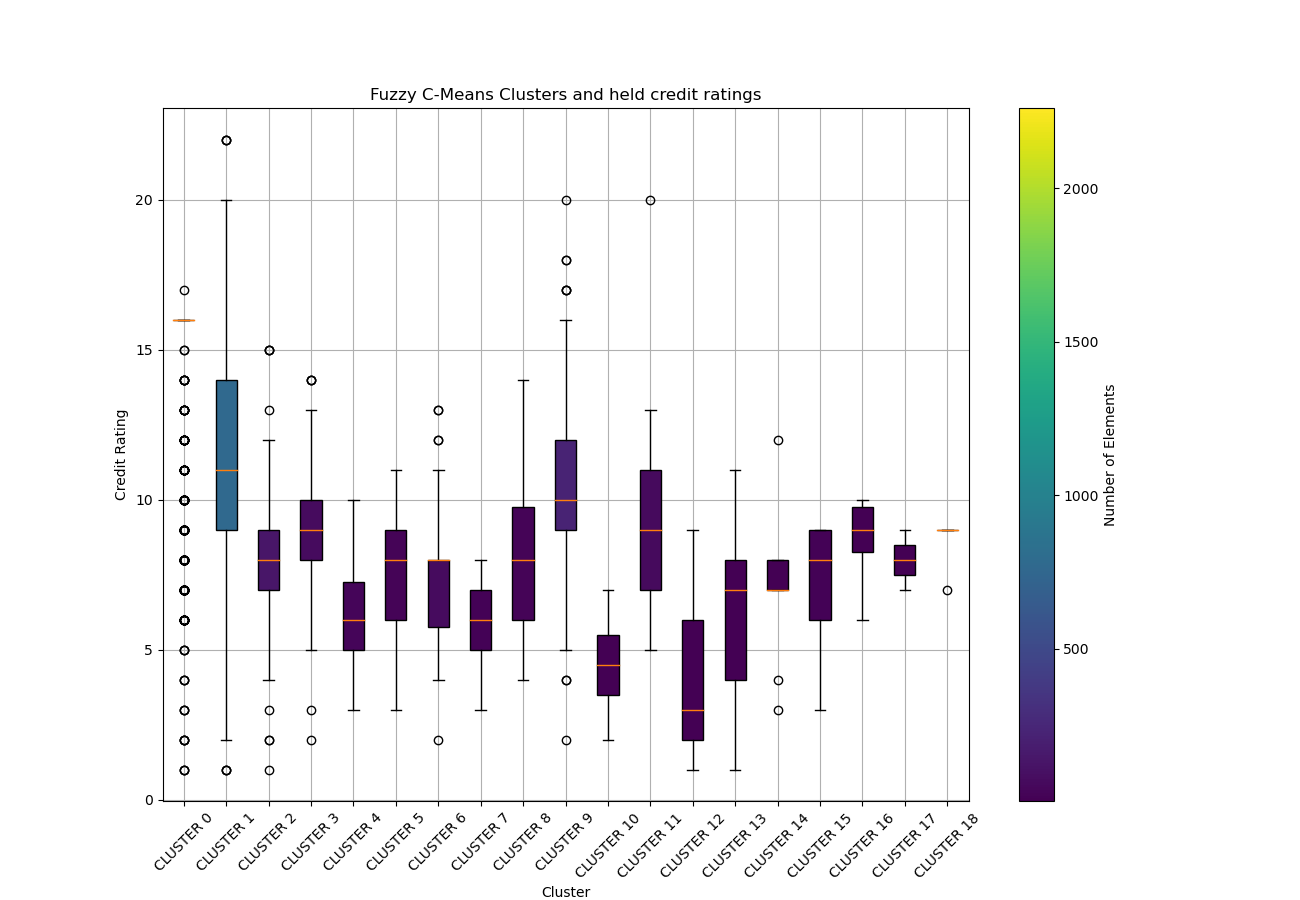 Fuzzy C-Means Clusters and held credit ratings
20
15
10
5
0
Credit Rating
CLUSTER 0
CLUSTER 1
CLUSTER 2
CLUSTER 3
CLUSTER 4
CLUSTER 5
CLUSTER 6
CLUSTER 7
CLUSTER 8
CLUSTER 9
CLUSTER 10
CLUSTER 11
CLUSTER 12
CLUSTER 13
CLUSTER 14
CLUSTER 15
CLUSTER 16
CLUSTER 17
CLUSTER 18
Cluster
2000
1500
1000
500
Number of Elements